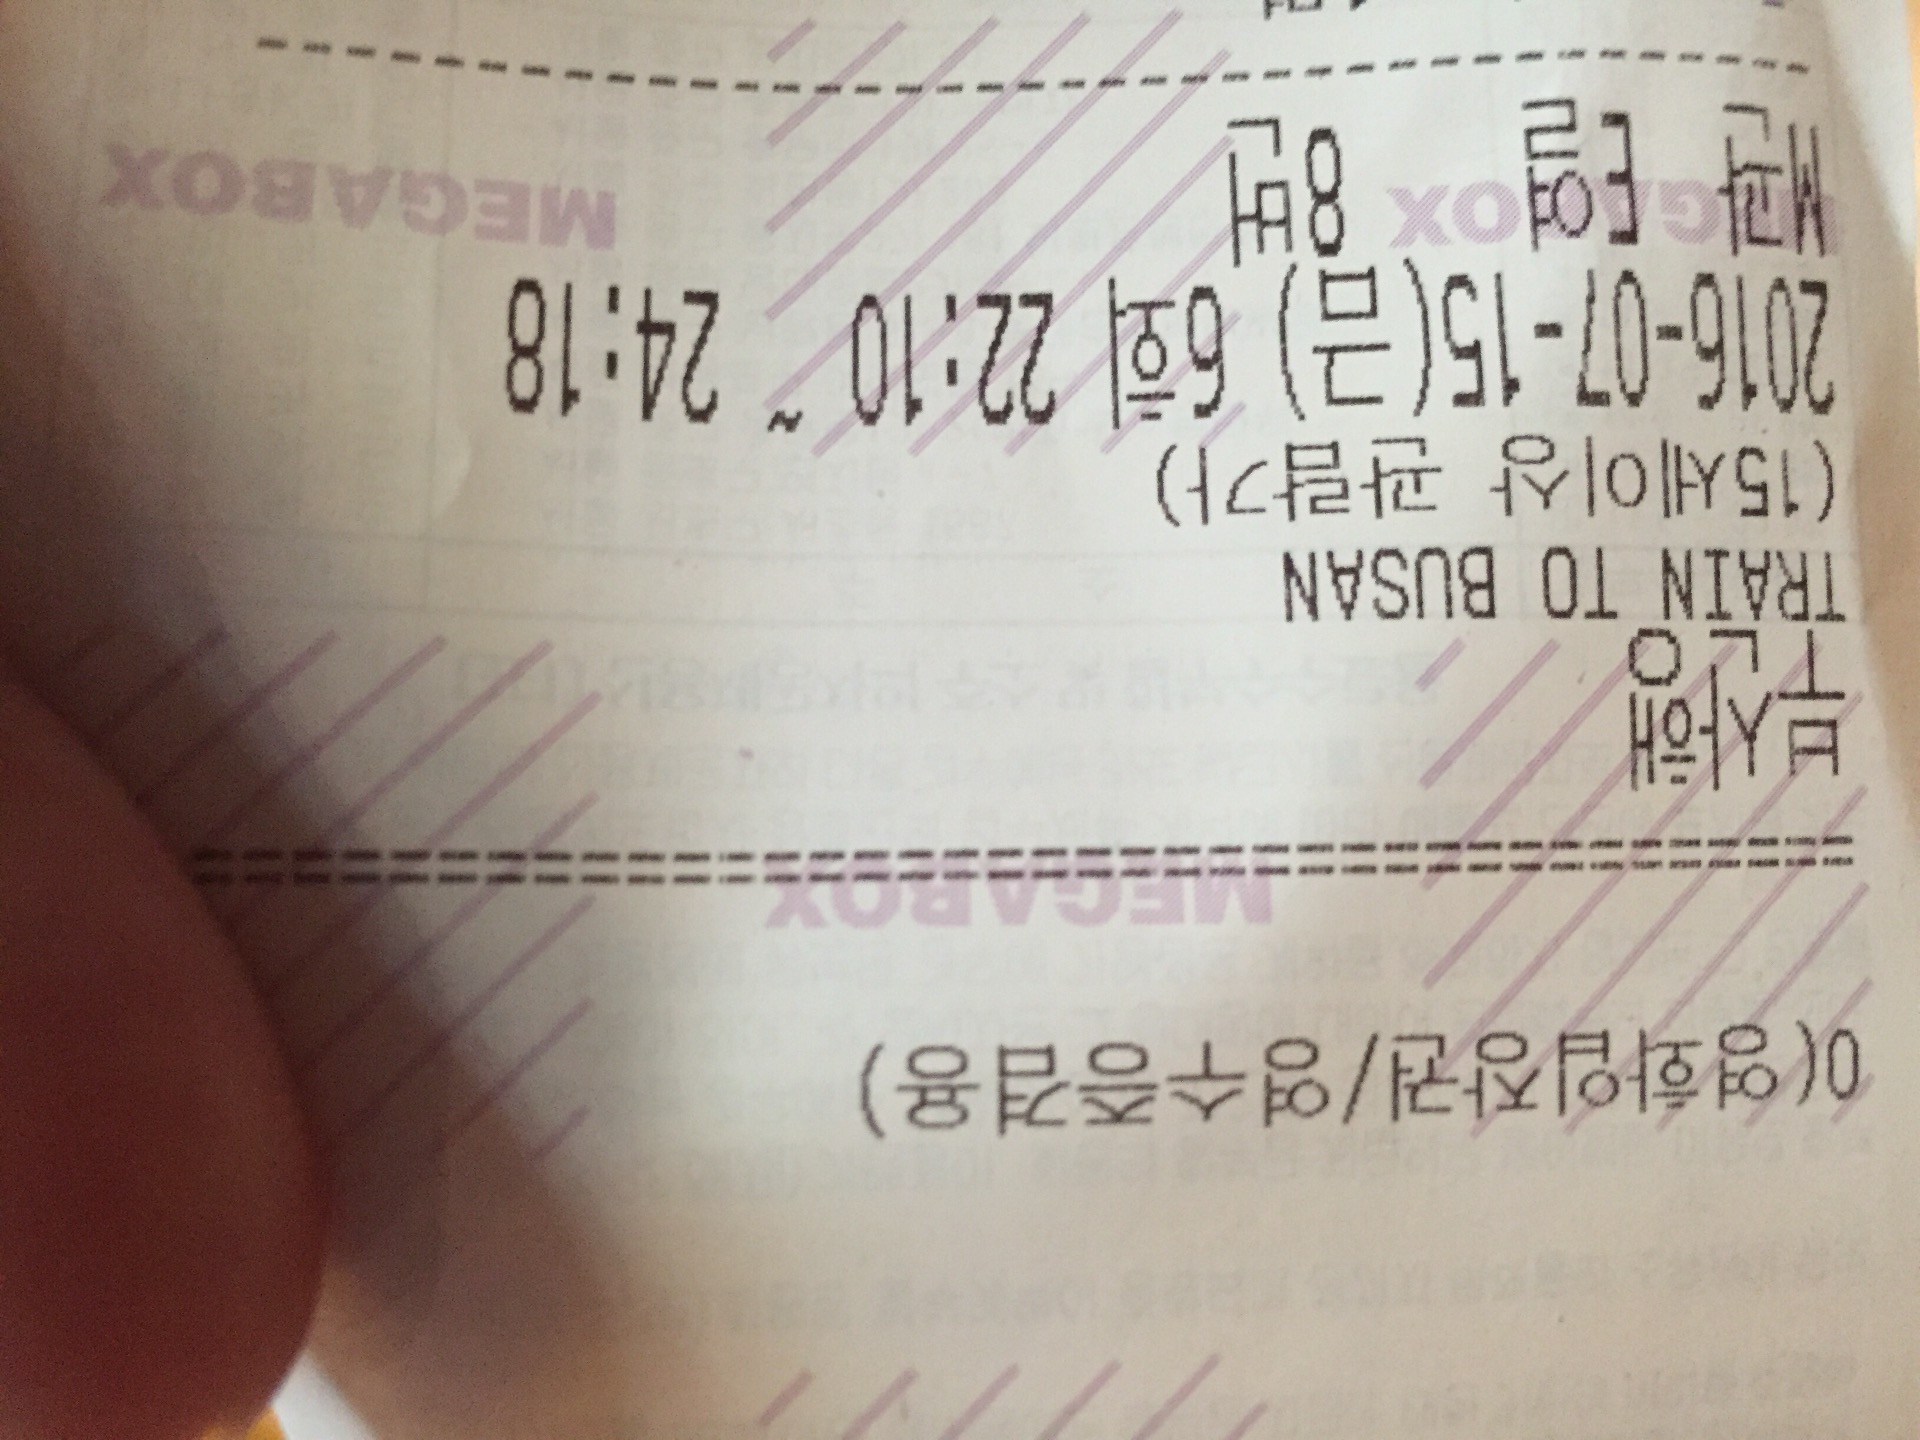 0(영화입장권/영수증겸용)
MEGABOX
부산행
TRAIN TO BUSAN
(15세이상 관람가)
2016-07-15(금) 6회 22:10 ~ 24:18
M관 E열 8번
MEGABOX MEGABOX